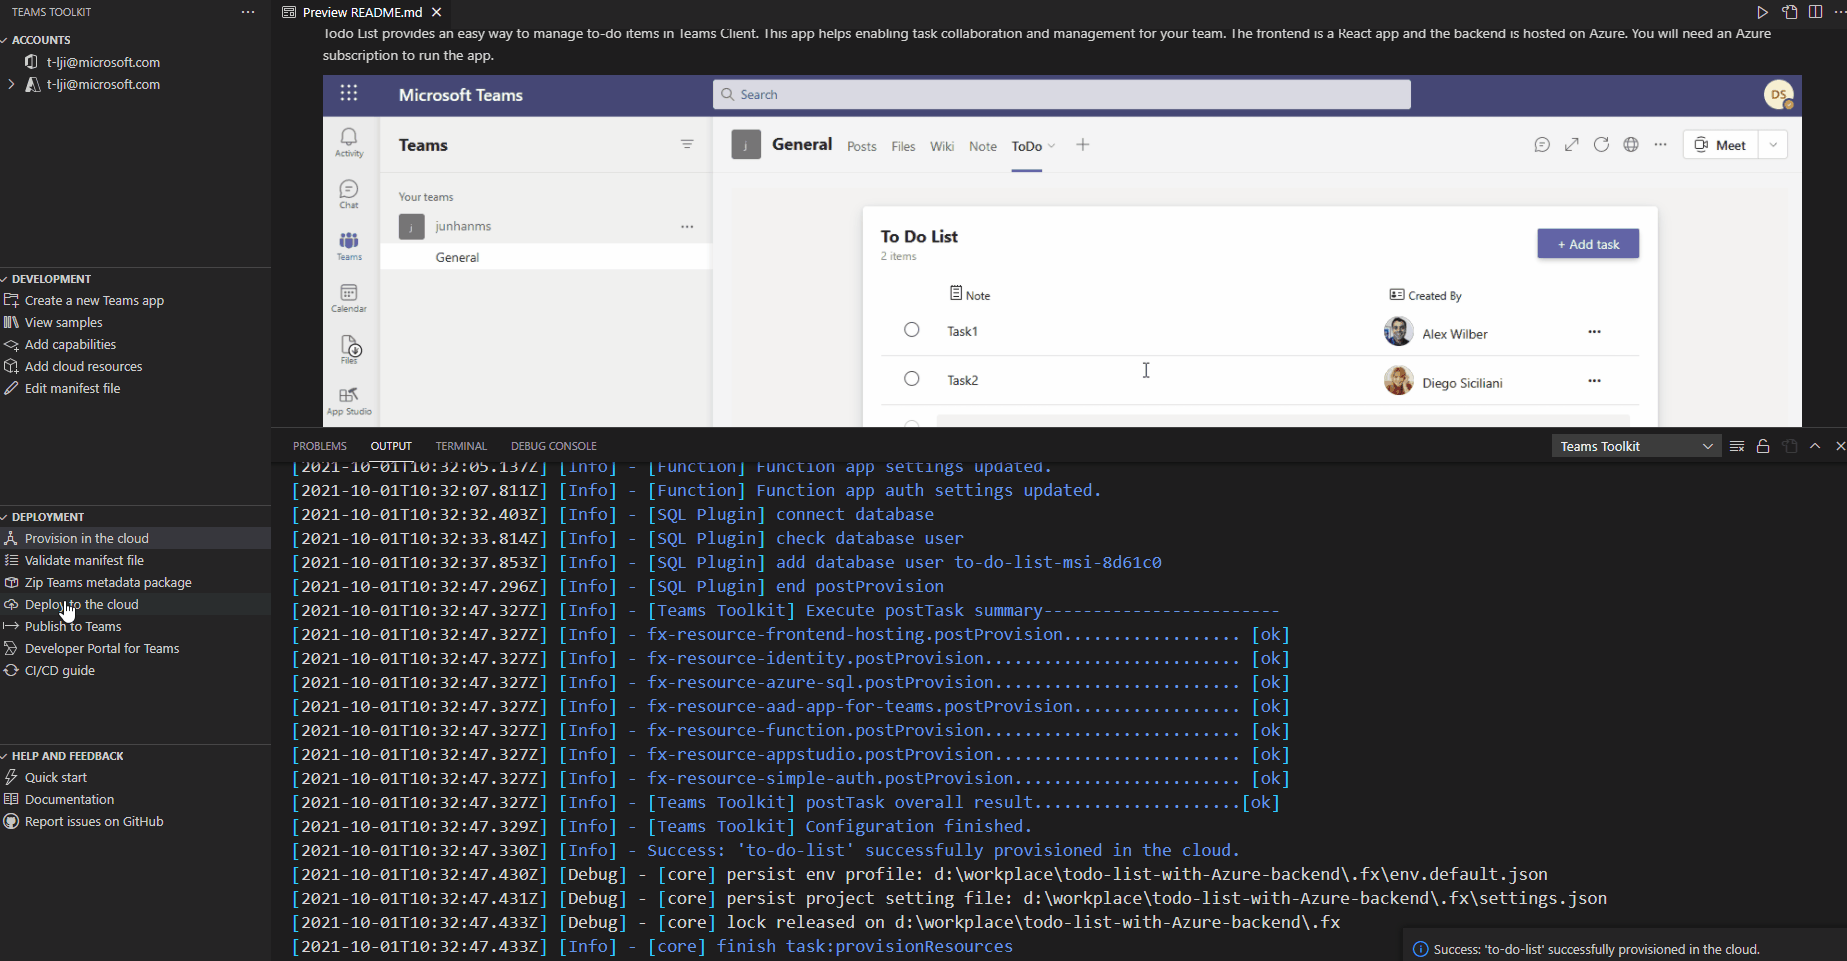 TEAMS TOOLKIT
ACCOUNTS
t-lji@microsoft.com
t-lji@microsoft.com
DEVELOPMENT
Create a new Teams app
View samples
Add capabilities
Add cloud resources
Edit manifest file
DEPLOYMENT
Provision in the cloud
Validate manifest file
Zip Teams metadata package
Deploy to the cloud
Publish to Teams
Developer Portal for Teams
CI/CD guide
HELP AND FEEDBACK
Quick start
Documentation
Report issues on GitHub
Preview README.md
Todo List provides an easy way to manage to-do items in Teams Client. This app helps enabling task collaboration and management for your team. The frontend is a React app and the backend is hosted on Azure. You will need an Azure
subscription to run the app.
Microsoft Teams
Search
DS
Activity
Chat
Teams
Calendar
Files
App Studio
Teams
Your teams
j junhanms
General
j General Posts Files Wiki Note ToDo
Meet
To Do List
2 items
+ Add task
Note Created By
Task1 Alex Wilber
Task2 Diego Siciliani
PROBLEMS OUTPUT TERMINAL DEBUG CONSOLE
Teams Toolkit
[2021-10-01T10:32:05.137Z] [Info] - [Function] Function app settings updated.
[2021-10-01T10:32:07.811Z] [Info] - [Function] Function app auth settings updated.
[2021-10-01T10:32:32.403Z] [Info] - [SQL Plugin] connect database
[2021-10-01T10:32:33.814Z] [Info] - [SQL Plugin] check database user
[2021-10-01T10:32:37.853Z] [Info] - [SQL Plugin] add database user to-do-list-msi-8d61c0
[2021-10-01T10:32:47.296Z] [Info] - [SQL Plugin] end postProvision
[2021-10-01T10:32:47.327Z] [Info] - [Teams Toolkit] Execute postTask summary------------------------
[2021-10-01T10:32:47.327Z] [Info] - fx-resource-frontend-hosting.postProvision.................. [ok]
[2021-10-01T10:32:47.327Z] [Info] - fx-resource-identity.postProvision.......................... [ok]
[2021-10-01T10:32:47.327Z] [Info] - fx-resource-azure-sql.postProvision......................... [ok]
[2021-10-01T10:32:47.327Z] [Info] - fx-resource-aad-app-for-teams.postProvision................. [ok]
[2021-10-01T10:32:47.327Z] [Info] - fx-resource-function.postProvision.......................... [ok]
[2021-10-01T10:32:47.327Z] [Info] - fx-resource-appstudio.postProvision......................... [ok]
[2021-10-01T10:32:47.327Z] [Info] - fx-resource-simple-auth.postProvision....................... [ok]
[2021-10-01T10:32:47.327Z] [Info] - [Teams Toolkit] postTask overall result.....................[ok]
[2021-10-01T10:32:47.329Z] [Info] - [Teams Toolkit] Configuration finished.
[2021-10-01T10:32:47.330Z] [Info] - Success: 'to-do-list' successfully provisioned in the cloud.
[2021-10-01T10:32:47.430Z] [Debug] - [core] persist env profile: d:\workplace\todo-list-with-Azure-backend\.fx\env.default.json
[2021-10-01T10:32:47.431Z] [Debug] - [core] persist project setting file: d:\workplace\todo-list-with-Azure-backend\.fx\settings.json
[2021-10-01T10:32:47.433Z] [Debug] - [core] lock released on d:\workplace\todo-list-with-Azure-backend\.fx
[2021-10-01T10:32:47.433Z] [Info] - [core] finish task:provisionResources
Success: 'to-do-list' successfully provisioned in the cloud.